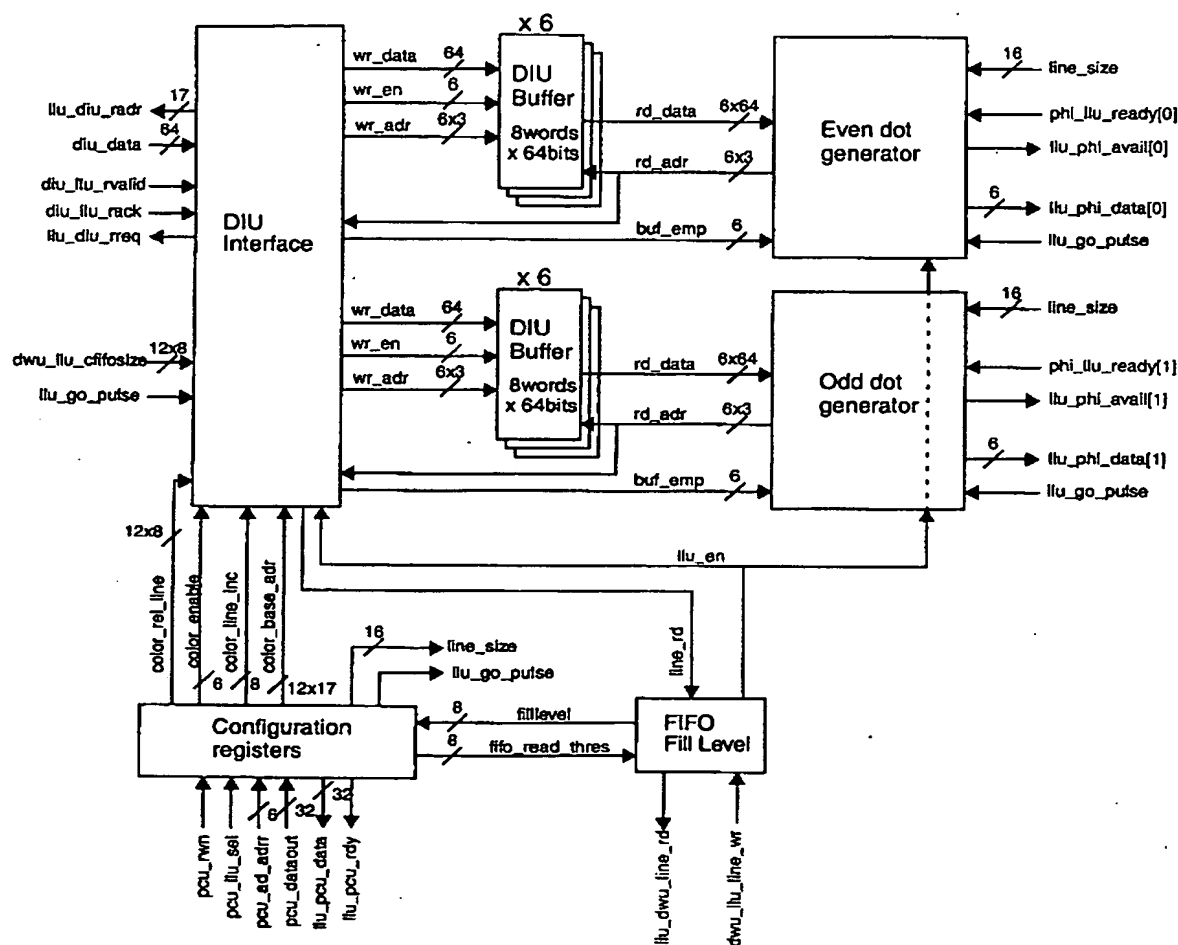 x 6
wr_data 64
wr_en 6
wr_adr 6x3
DIU
Buffer
8words
x 64bits
rd_data 6x64
rd_adr 6x3
buf_emp 6
Even dot
generator
16 line_size
phi_llu_ready[0]
llu_phi_avail[0]
6 llu_phi_data[0]
llu_go_pulse
llu_diu_radr 17
diu_data 64
diu_llu_rvalid
diu_llu_rack
llu_diu_rreq
DIU
Interface
dwu_llu_cfifosize 12x8
llu_go_pulse
x 6
wr_data 64
wr_en 6
wr_adr 6x3
DIU
Buffer
8words
x 64bits
rd_data 6x64
rd_adr 6x3
buf_emp 6
Odd dot
generator
16 line_size
phi_llu_ready[1]
llu_phi_avail[1]
6 llu_phi_data[1]
llu_go_pulse
llu_en
12x8
color_rel_line
color_enable
color_line_inc
color_base_adr
6
8
12x17
16 line_size
llu_go_pulse
line_rd
Configuration
registers
8 filllevel
8 fifo_read_thres
FIFO
Fill Level
6
32
32
pcu_rwn
pcu_llu_sel
pcu_ad_adrr
pcu_dataout
llu_pcu_data
llu_pcu_rdy
llu_dwu_line_rd
dwu_llu_line_wr